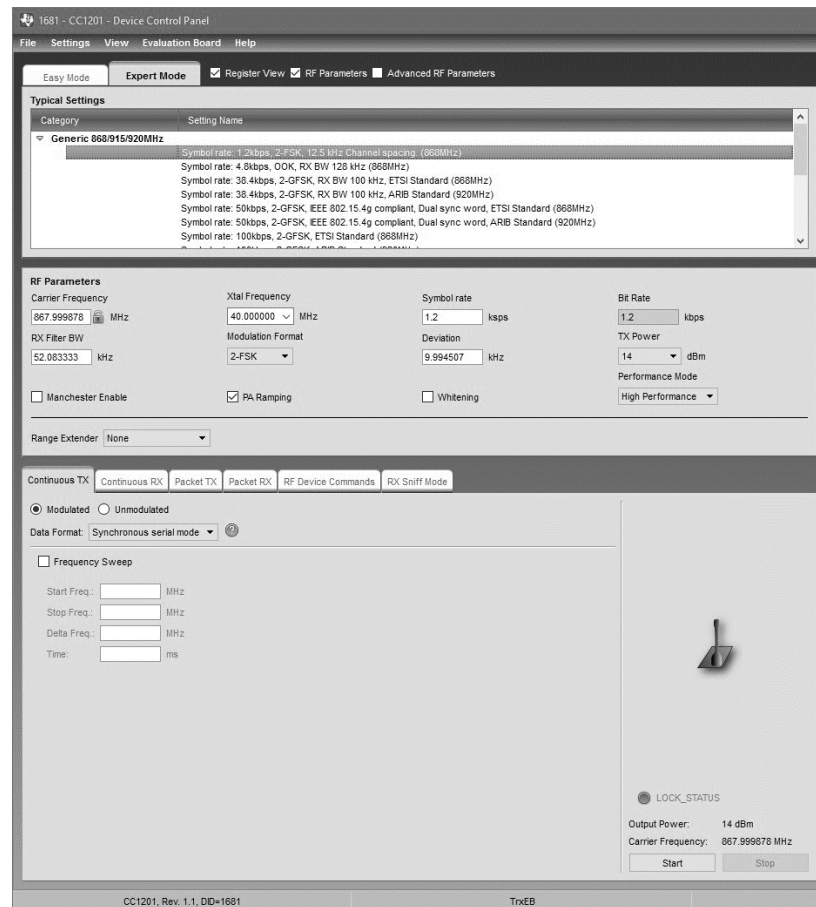 1681 - CC1201 - Device Control Panel
File Settings View Evaluation Board Help
Easy Mode Expert Mode Register View RF Parameters Advanced RF Parameters
Typical Settings
Category Setting Name
Generic 868/915/920MHz
Symbol rate: 1.2kbps, 2-FSK, 12.5 kHz Channel spacing. (868MHz)
Symbol rate: 4.8kbps, OOK, RX BW 128 kHz (868MHz)
Symbol rate: 38.4kbps, 2-GFSK, RX BW 100 kHz, ETSI Standard (868MHz)
Symbol rate: 38.4kbps, 2-GFSK, RX BW 100 kHz, ARIB Standard (920MHz)
Symbol rate: 50kbps, 2-GFSK, IEEE 802.15.4g compliant, Dual sync word, ETSI Standard (868MHz)
Symbol rate: 50kbps, 2-GFSK, IEEE 802.15.4g compliant, Dual sync word, ARIB Standard (920MHz)
Symbol rate: 100kbps, 2-GFSK, ETSI Standard (868MHz)
RF Parameters
Carrier Frequency Xtal Frequency Symbol rate Bit Rate
867.999878 MHz 40.000000 MHz 1.2 ksps 1.2 kbps
RX Filter BW Modulation Format Deviation TX Power
52.083333 kHz 2-FSK 9.994507 kHz 14 dBm
Performance Mode
Manchester Enable PA Ramping Whitening High Performance
Range Extender None
Continuous TX Continuous RX Packet TX Packet RX RF Device Commands RX Sniff Mode
Modulated Unmodulated
Data Format: Synchronous serial mode
Frequency Sweep
Start Freq.: MHz
Stop Freq.: MHz
Delta Freq.: MHz
Time: ms
LOCK_STATUS
Output Power: 14 dBm
Carrier Frequency: 867.999878 MHz
Start Stop
CC1201, Rev. 1.1, DID=1681 TrxEB